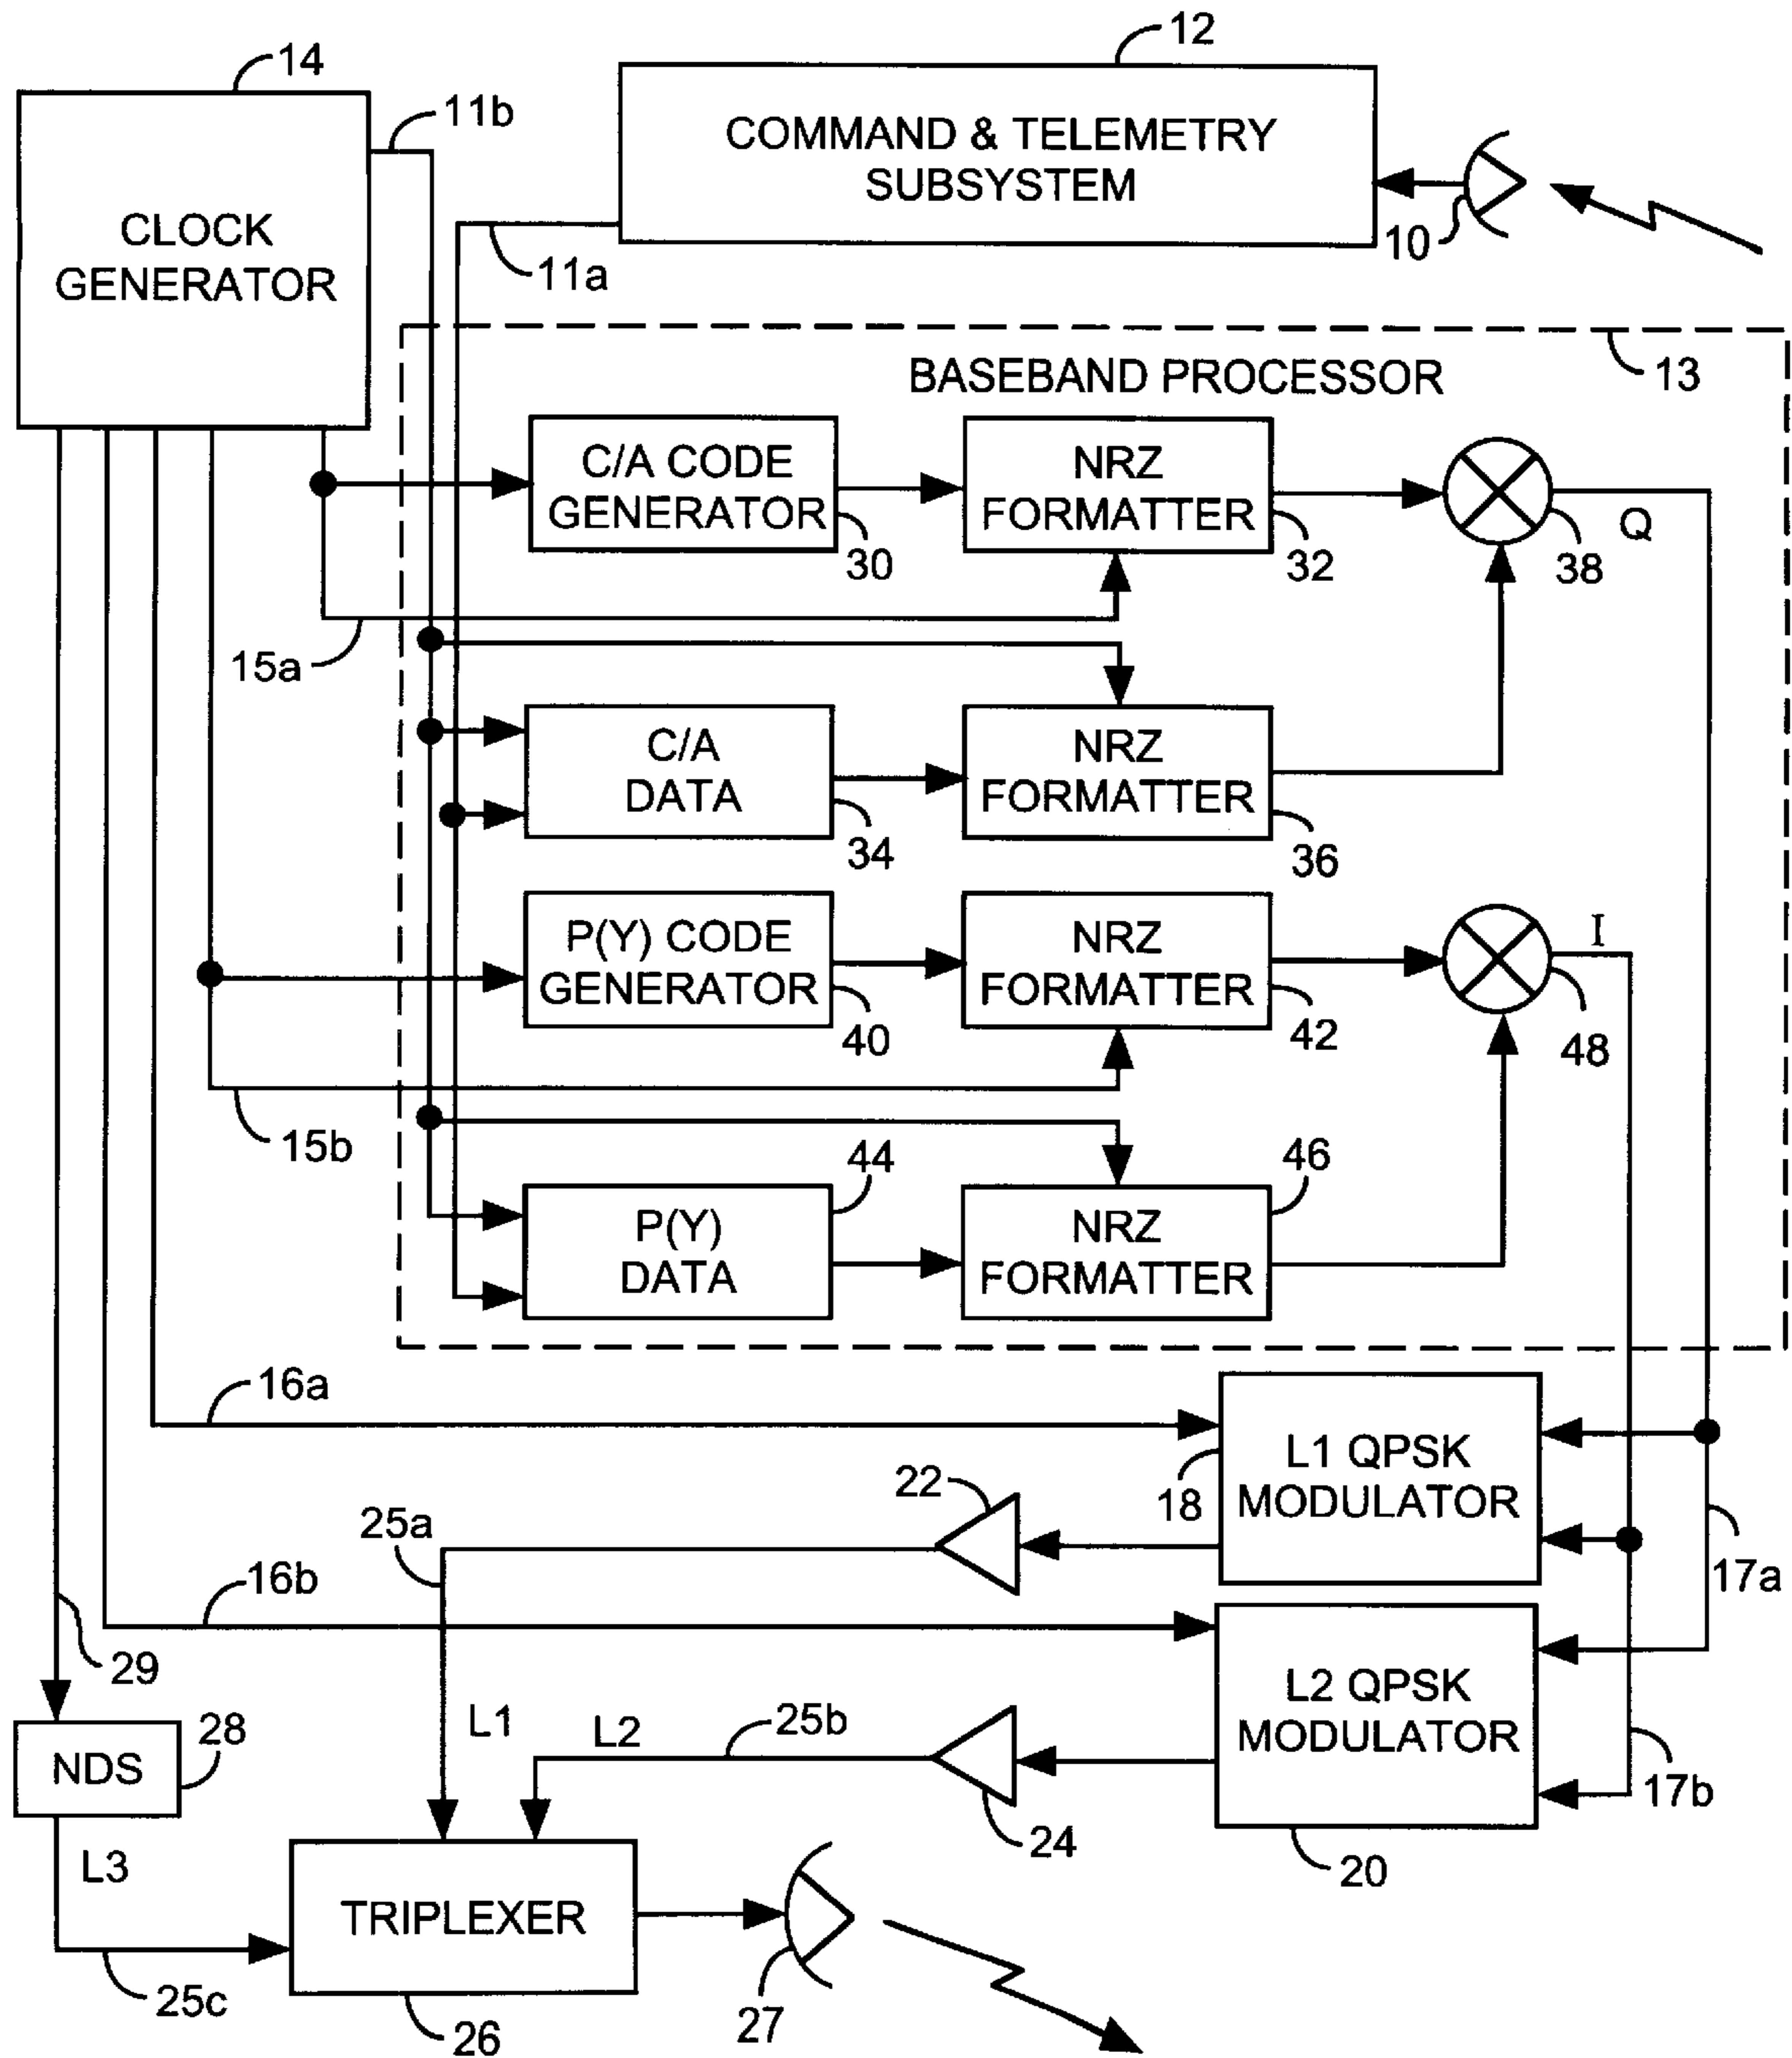 14
12
11b
COMMAND & TELEMETRY
SUBSYSTEM
CLOCK
GENERATOR
10
11a
BASEBAND PROCESSOR
13
C/A CODE
GENERATOR
NRZ
FORMATTER
Q
30
32
38
15a
C/A
DATA
NRZ
FORMATTER
34
36
P(Y) CODE
GENERATOR
NRZ
FORMATTER
I
40
42
48
15b
44
46
P(Y)
DATA
NRZ
FORMATTER
16a
L1 QPSK
MODULATOR
18
22
25a
17a
16b
29
L2 QPSK
MODULATOR
L1
L2
25b
28
NDS
17b
24
20
L3
TRIPLEXER
25c
26
27